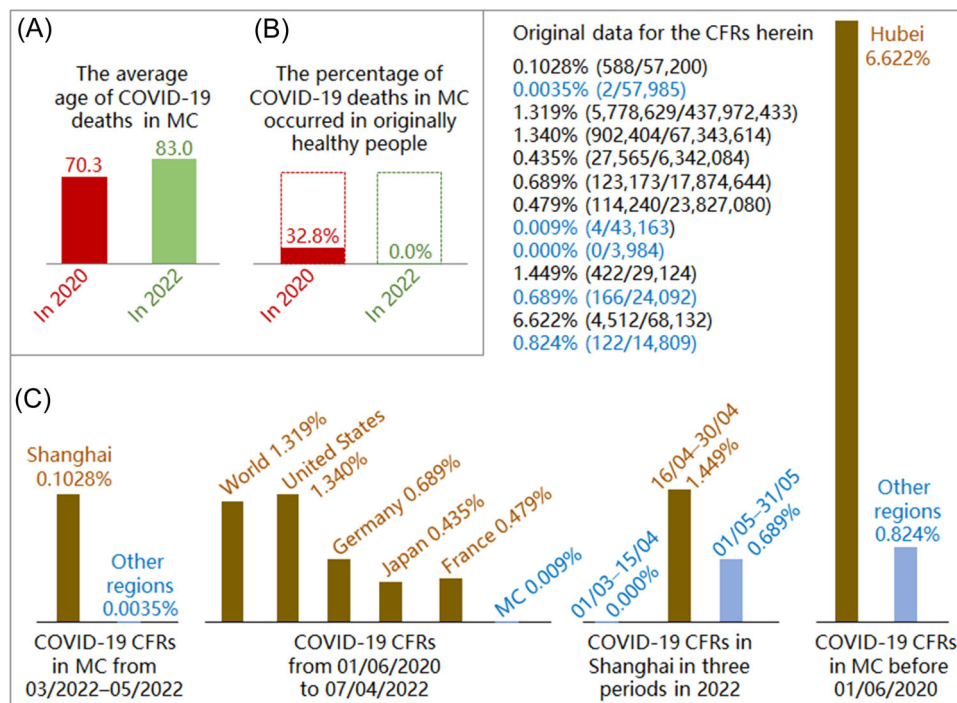 (A)
The average
age of COVID-19
deaths in MC
70.3
83.0
In 2020
In 2022
(B)
The percentage of
COVID-19 deaths in MC
occurred in originally
healthy people
32.8%
0.0%
In 2020
In 2022
Original data for the CFRs herein
0.1028% (588/57,200)
0.0035% (2/57,985)
1.319% (5,778,629/437,972,433)
1.340% (902,404/67,343,614)
0.435% (27,565/6,342,084)
0.689% (123,173/17,874,644)
0.479% (114,240/23,827,080)
0.009% (4/43,163)
0.000% (0/3,984)
1.449% (422/29,124)
0.689% (166/24,092)
6.622% (4,512/68,132)
0.824% (122/14,809)
(C)
Shanghai
0.1028%
Other
regions
0.0035%
COVID-19 CFRs
in MC from
03/2022–05/2022
World 1.319%
United States
1.340%
Germany 0.689%
Japan 0.435%
France 0.479%
MC 0.009%
COVID-19 CFRs
from 01/06/2020
to 07/04/2022
01/03–15/04
0.000%
16/04–30/04
1.449%
01/05–31/05
0.689%
COVID-19 CFRs in
Shanghai in three
periods in 2022
Hubei
6.622%
Other
regions
0.824%
COVID-19 CFRs
in MC before
01/06/2020